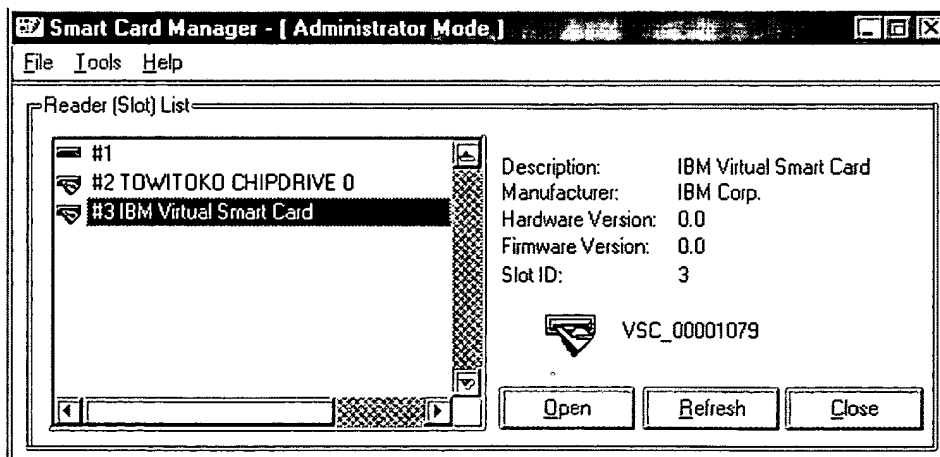 Smart Card Manager - [ Administrator Mode ]
File Tools Help
Reader (Slot) List
#1
#2 TOWITOKO CHIPDRIVE 0
#3 IBM Virtual Smart Card
Description: IBM Virtual Smart Card
Manufacturer: IBM Corp.
Hardware Version: 0.0
Firmware Version: 0.0
Slot ID: 3
VSC_00001079
Open Refresh Close